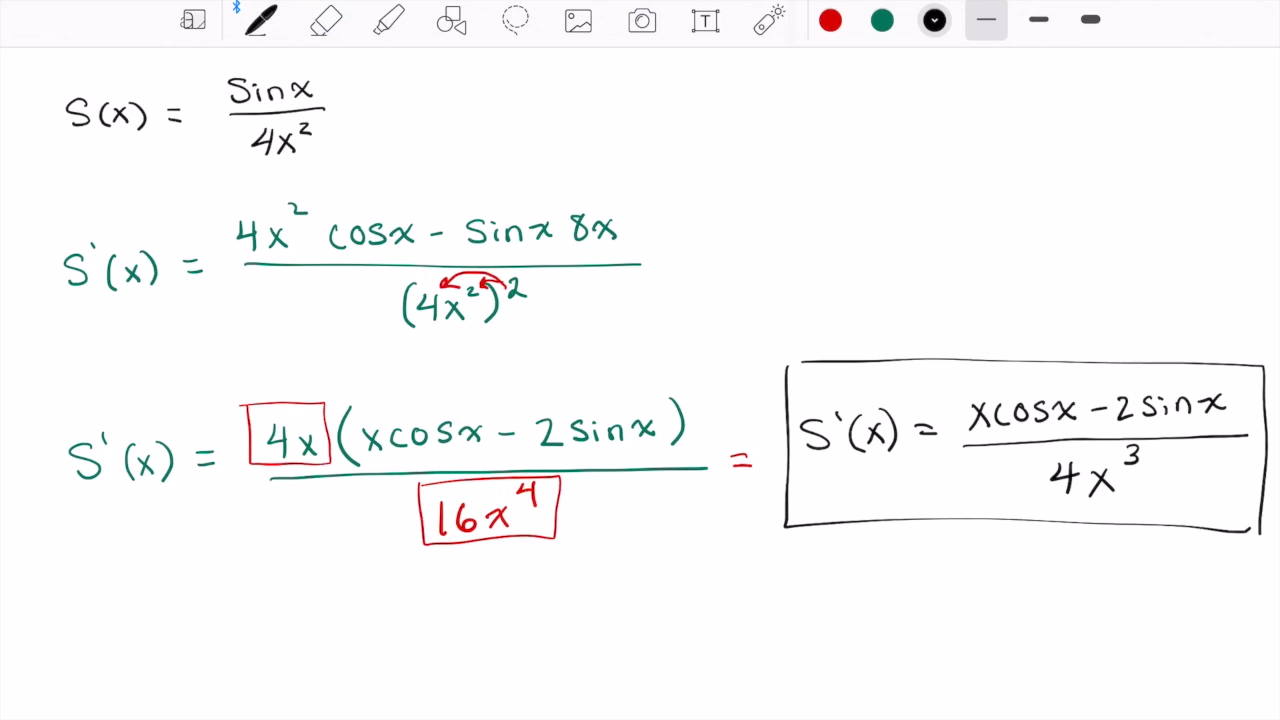 S(x) = sinx / 4x²
S'(x) = 4x² cosx - sinx 8x / (4x²)²
S'(x) = 4x (xcosx - 2sinx) / 16x⁴ = S'(x) = xcosx - 2sinx / 4x³